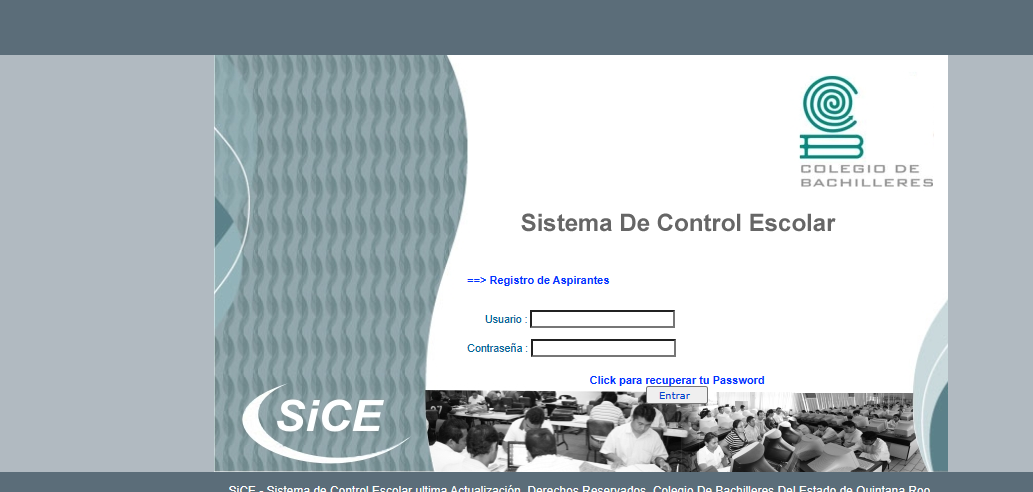 COLEGIO DE
BACHILLERES
Sistema De Control Escolar
==> Registro de Aspirantes
Usuario :
Contraseña :
Click para recuperar tu Password
Entrar
SiCE
SiCE - Sistema de Control Escolar ultima Actualización. Derechos Reservados. Colegio De Bachilleres Del Estado de Quintana Roo